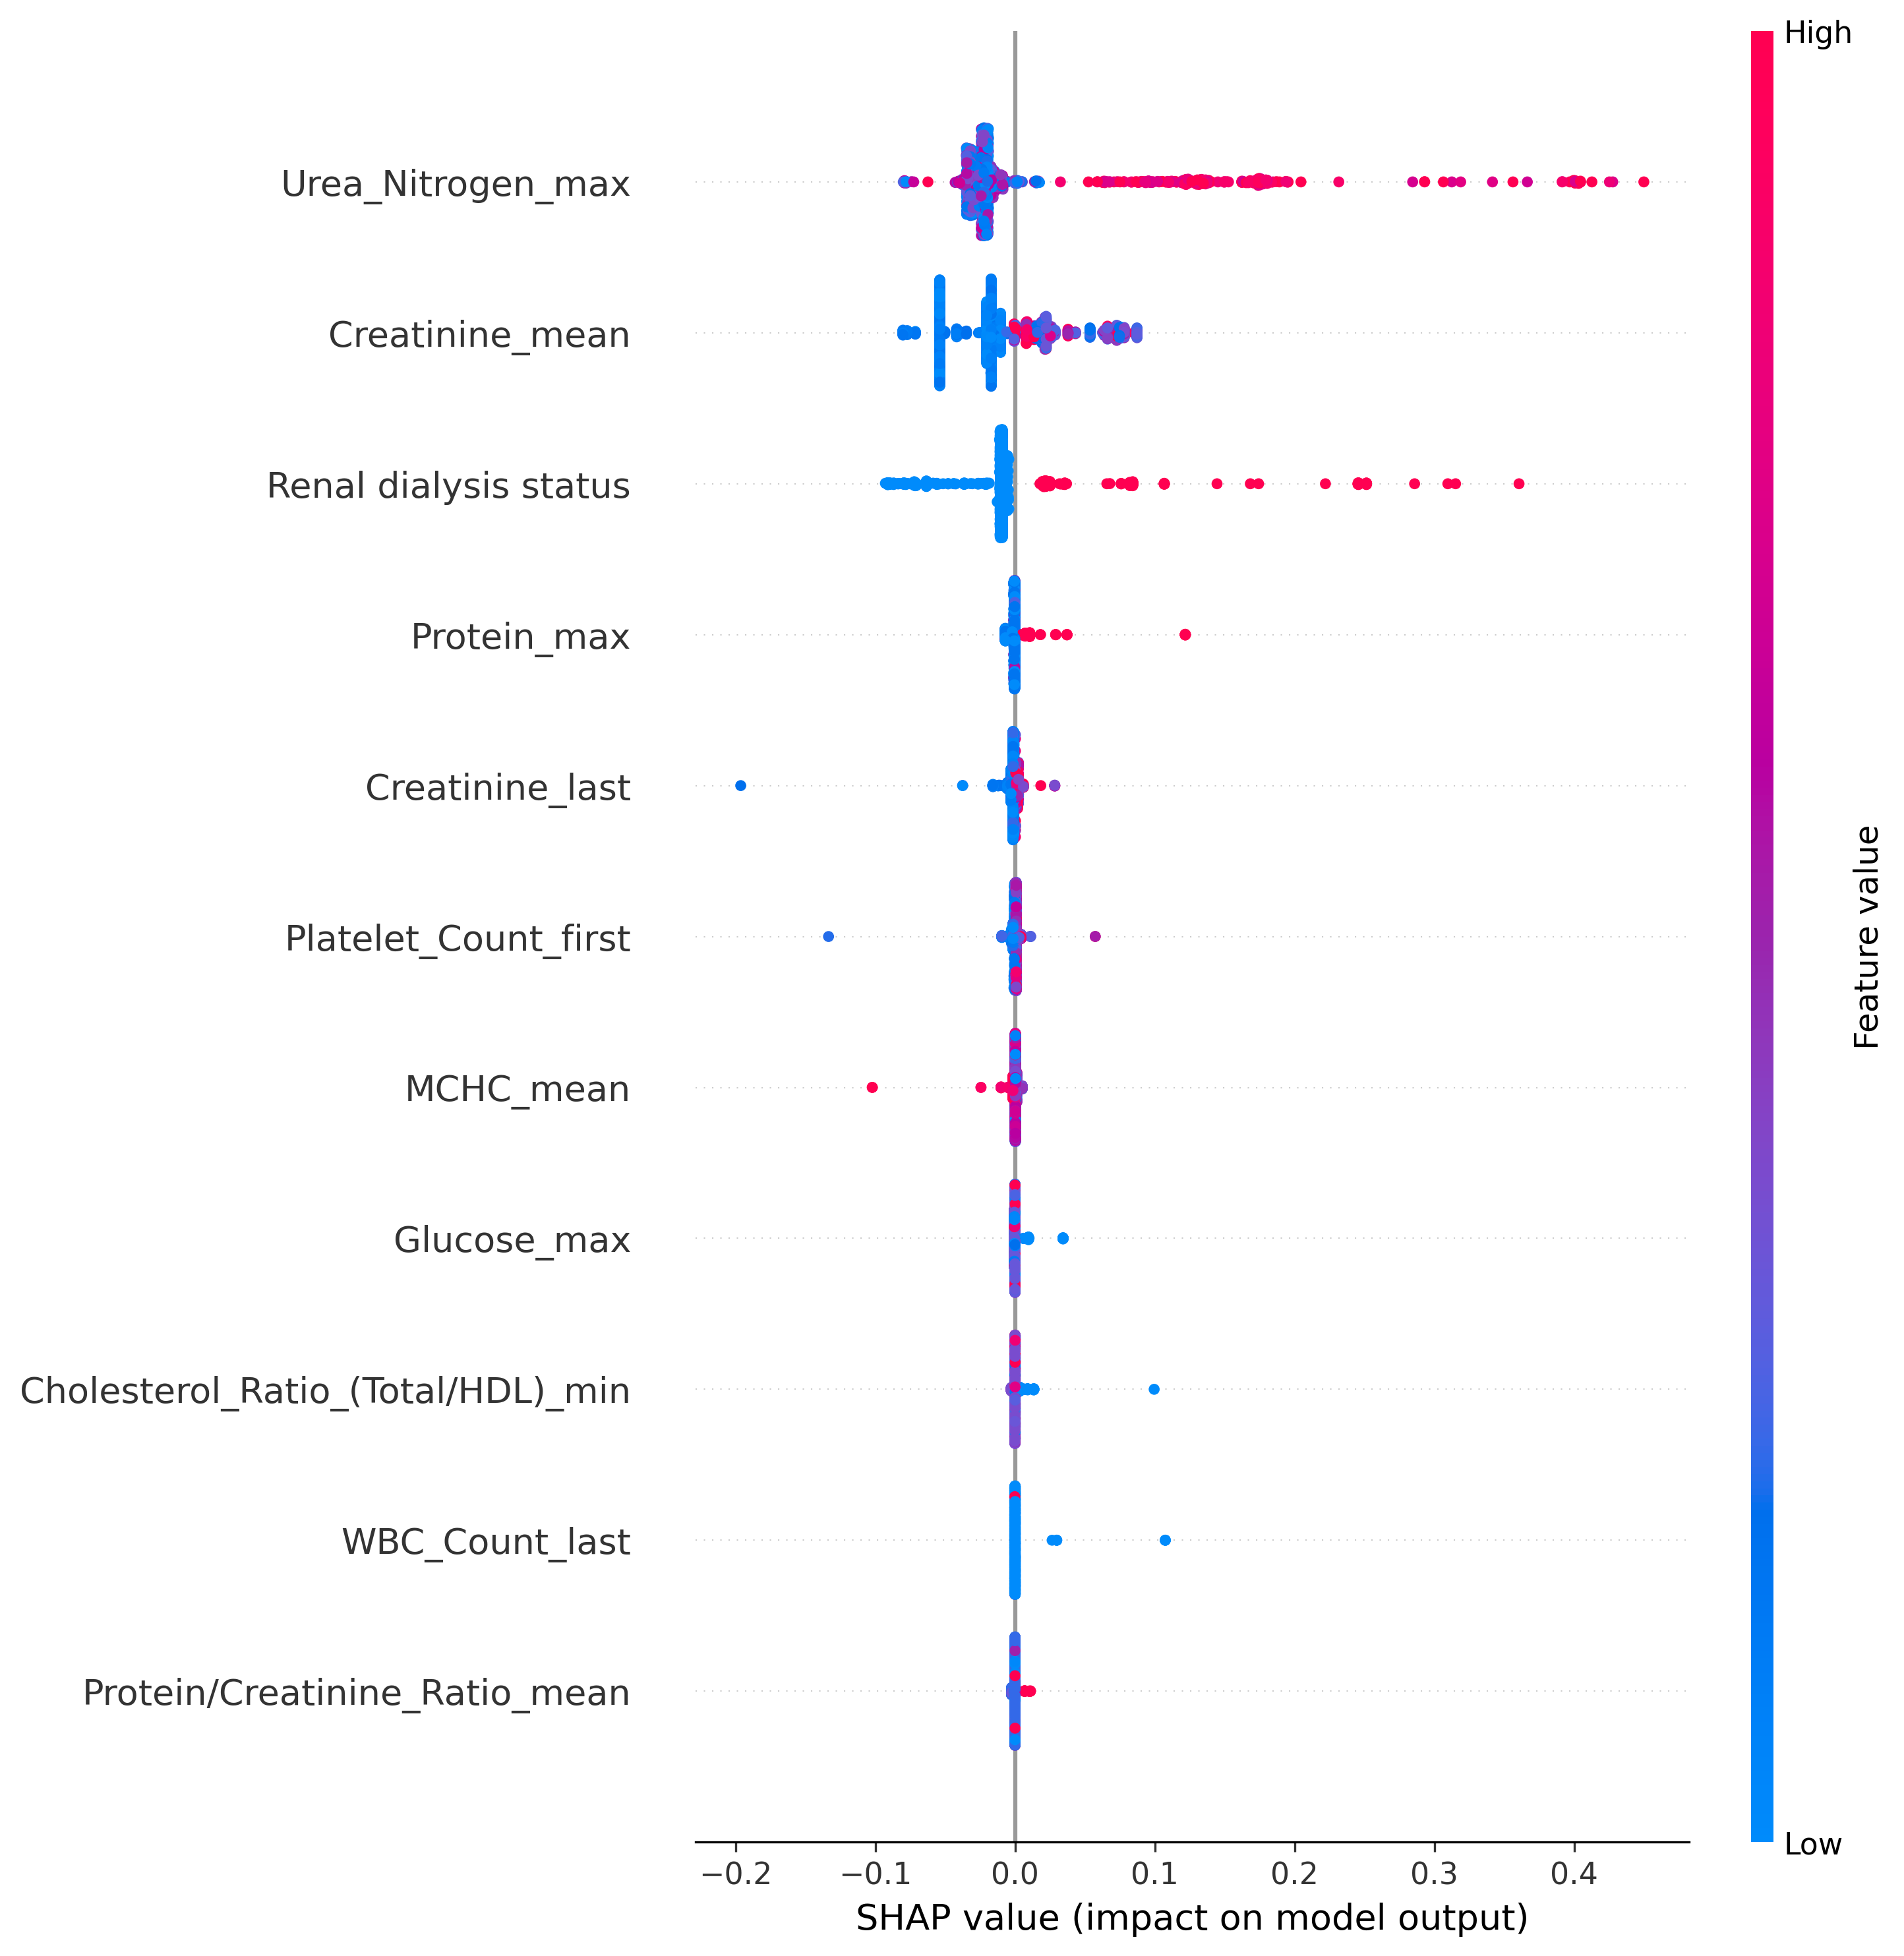 High
Urea_Nitrogen_max
Creatinine_mean
Renal dialysis status
Protein_max
Creatinine_last
Platelet_Count_first
MCHC_mean
Glucose_max
Cholesterol_Ratio_(Total/HDL)_min
WBC_Count_last
Protein/Creatinine_Ratio_mean
Feature value
Low
−0.2 −0.1 0.0 0.1 0.2 0.3 0.4
SHAP value (impact on model output)